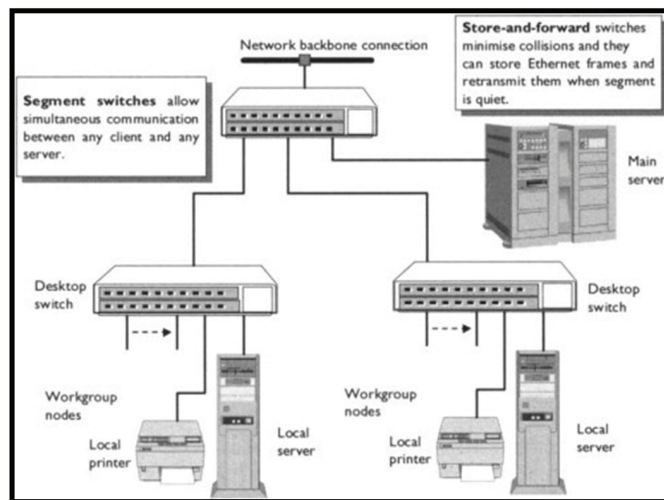 Network backbone connection
Store-and-forward switches
minimise collisions and they
can store Ethernet frames and
retransmit them when segment
is quiet.
Segment switches allow
simultaneous communication
between any client and any
server.
Main
server
Desktop
switch
Desktop
switch
Workgroup
nodes
Local
printer
Local
server
Workgroup
nodes
Local
printer
Local
server